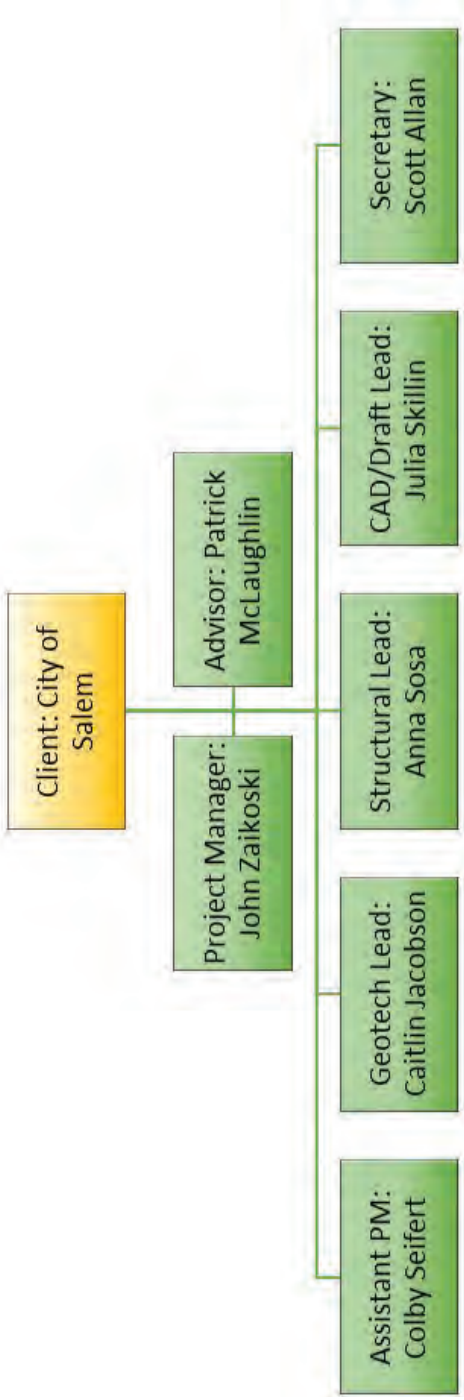 Client: City of
Salem
Project Manager:
John Zaikoski
Advisor: Patrick
McLaughlin
Assistant PM:
Colby Seifert
Geotech Lead:
Caitlin Jacobson
Structural Lead:
Anna Sosa
CAD/Draft Lead:
Julia Skillin
Secretary:
Scott Allan